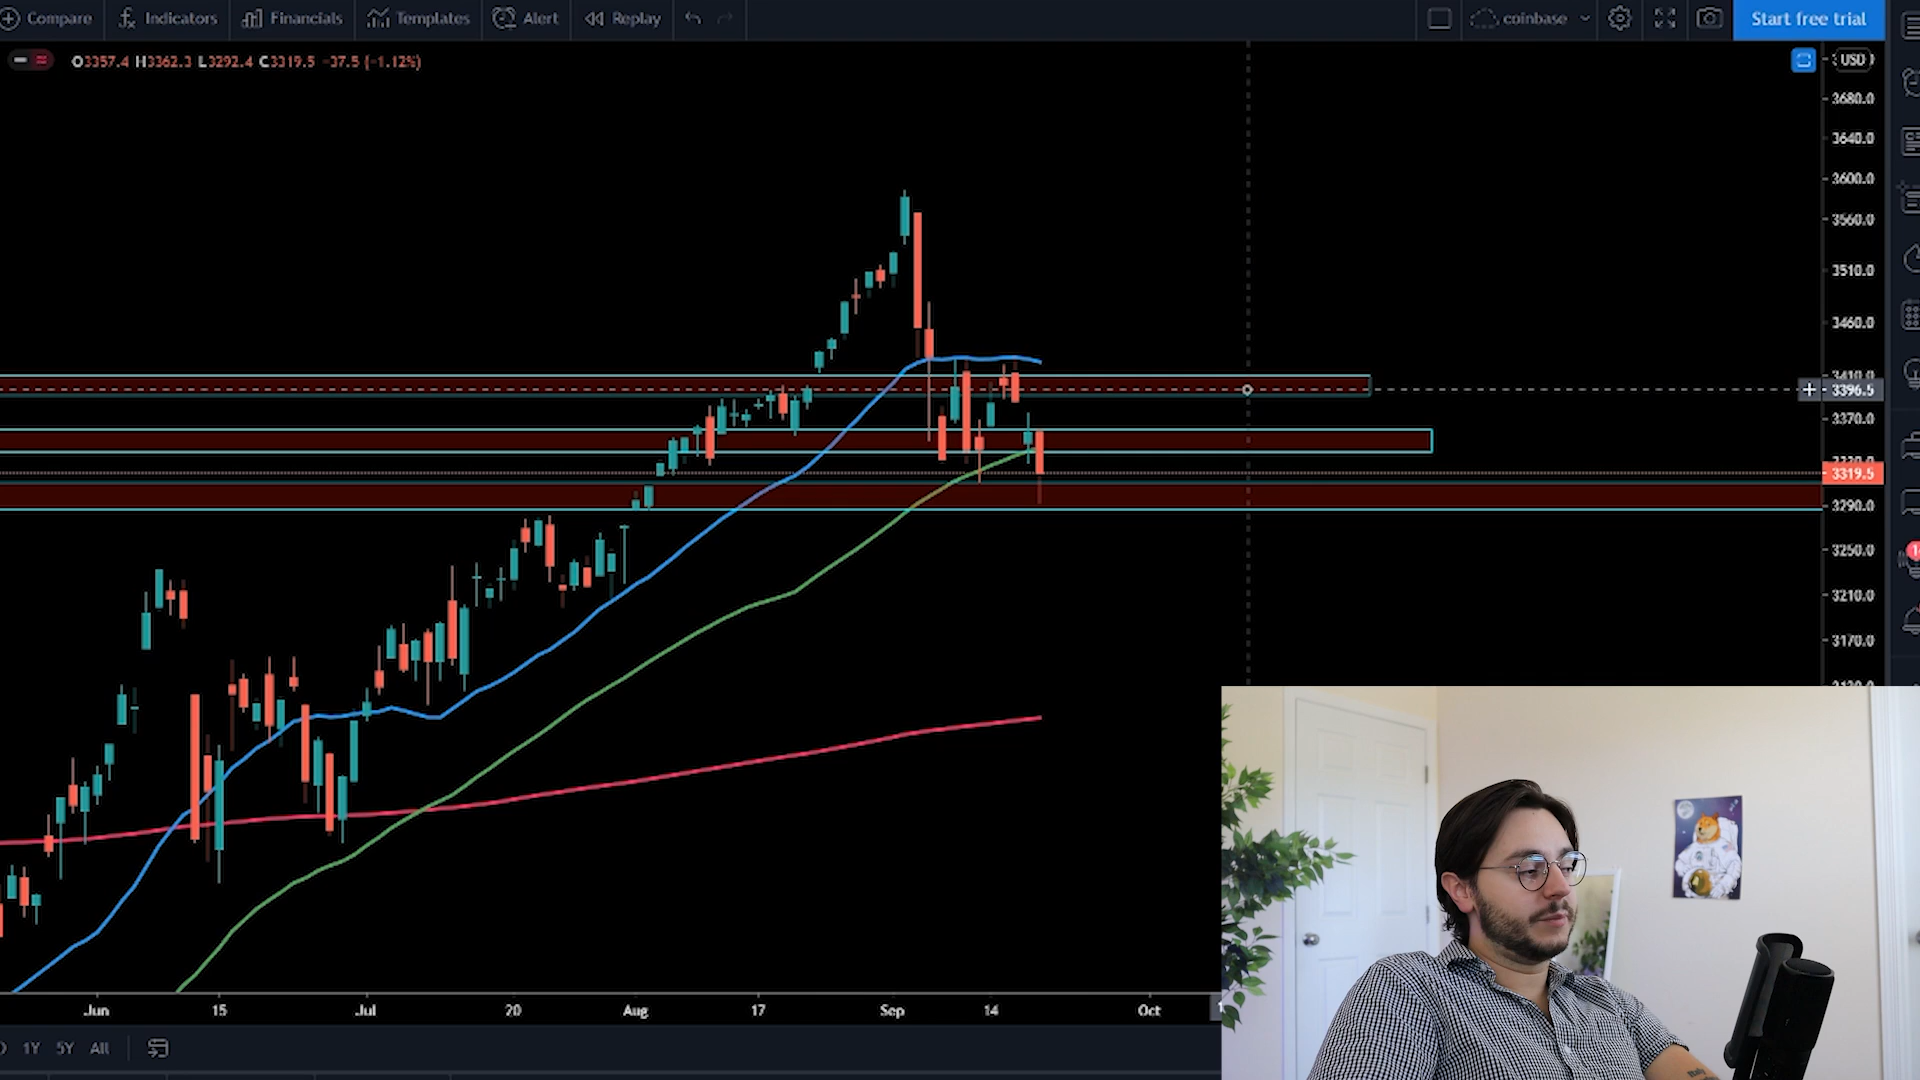 Compare Indicators Financials Templates Alert Replay coinbase Start free trial
O3357.4 H3362.3 L3292.4 C3319.5 -37.5 (-1.12%)
USD
3680.0
3640.0
3600.0
3560.0
3510.0
3460.0
3410.0
3396.5
3370.0
3319.5
3290.0
3250.0
3210.0
3170.0
Jun 15 Jul 20 Aug 17 Sep 14 Oct
1Y 5Y All